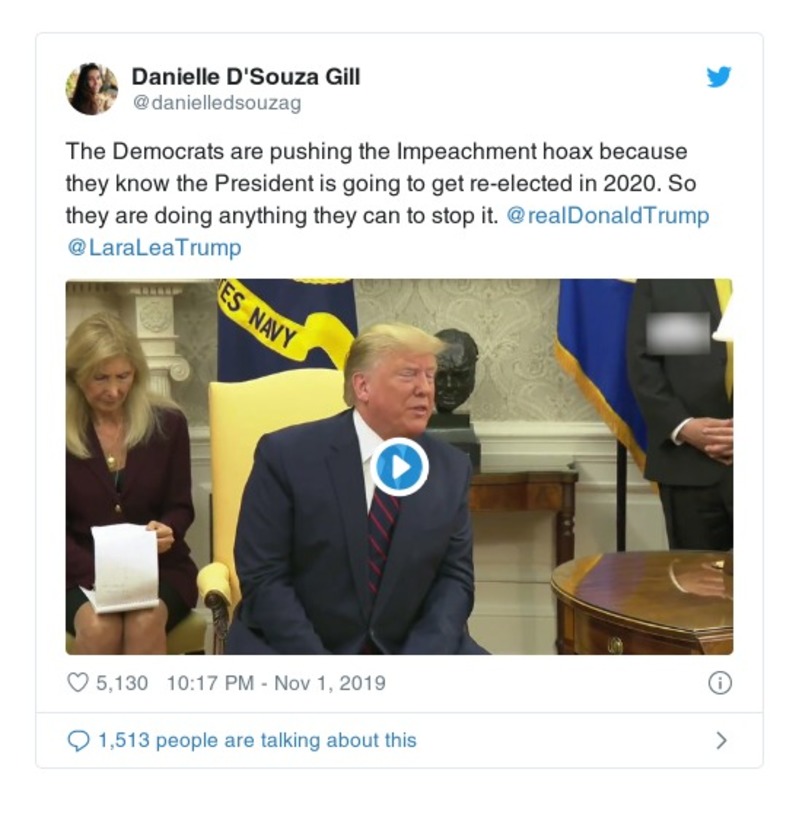 Danielle D'Souza Gill
@danielledsouzag
The Democrats are pushing the Impeachment hoax because
they know the President is going to get re-elected in 2020. So
they are doing anything they can to stop it. @realDonaldTrump
@LaraLeaTrump
ES NAVY
5,130 10:17 PM - Nov 1, 2019
1,513 people are talking about this